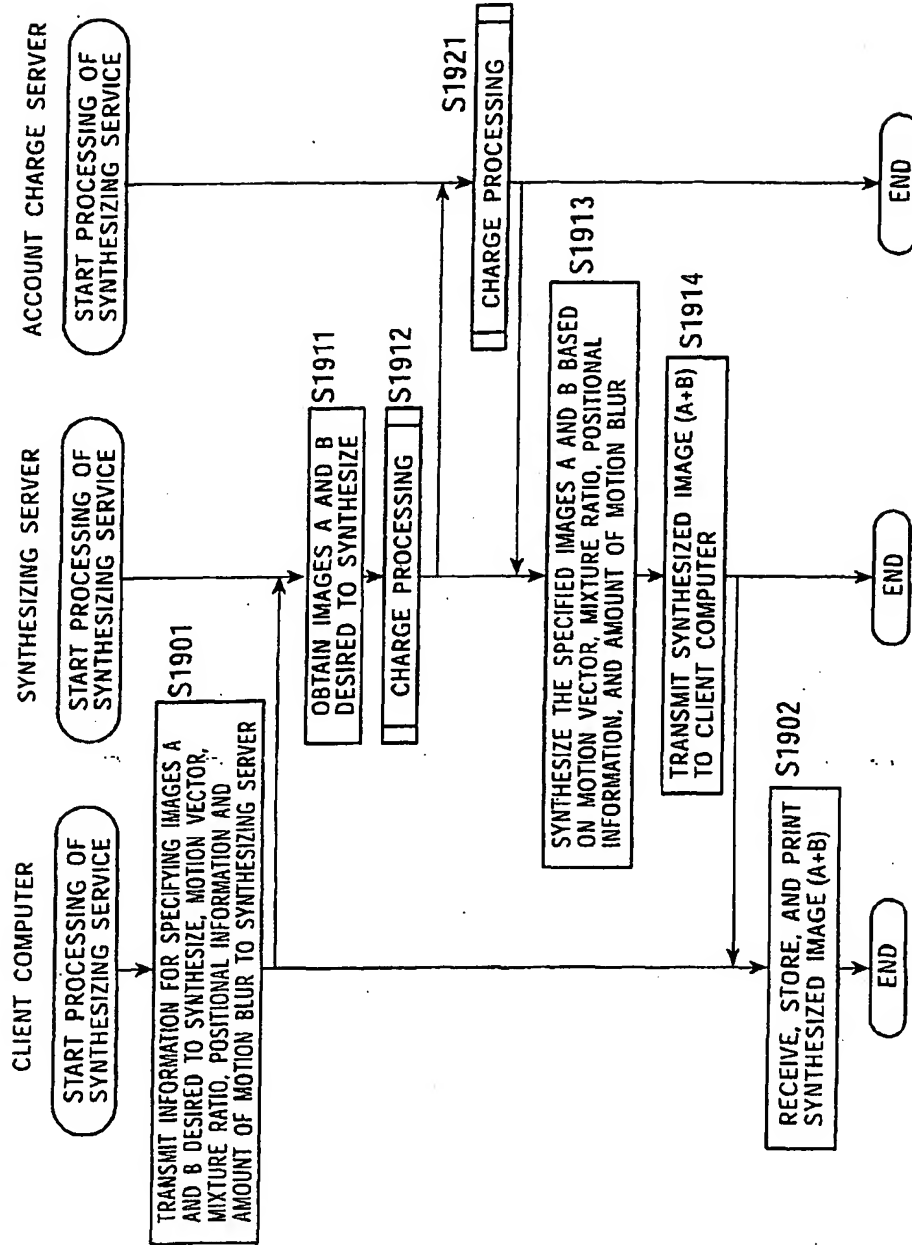 CLIENT COMPUTER
START PROCESSING OF
SYNTHESIZING SERVICE
S1901
TRANSMIT INFORMATION FOR SPECIFYING IMAGES A
AND B DESIRED TO SYNTHESIZE, MOTION VECTOR,
MIXTURE RATIO, POSITIONAL INFORMATION AND
AMOUNT OF MOTION BLUR TO SYNTHESIZING SERVER
S1902
RECEIVE, STORE, AND PRINT
SYNTHESIZED IMAGE (A+B)
END
SYNTHESIZING SERVER
START PROCESSING OF
SYNTHESIZING SERVICE
S1911
OBTAIN IMAGES A AND B
DESIRED TO SYNTHESIZE
S1912
CHARGE PROCESSING
S1913
SYNTHESIZE THE SPECIFIED IMAGES A AND B BASED
ON MOTION VECTOR, MIXTURE RATIO, POSITIONAL
INFORMATION, AND AMOUNT OF MOTION BLUR
S1914
TRANSMIT SYNTHESIZED IMAGE (A+B)
TO CLIENT COMPUTER
END
ACCOUNT CHARGE SERVER
START PROCESSING OF
SYNTHESIZING SERVICE
S1921
CHARGE PROCESSING
END